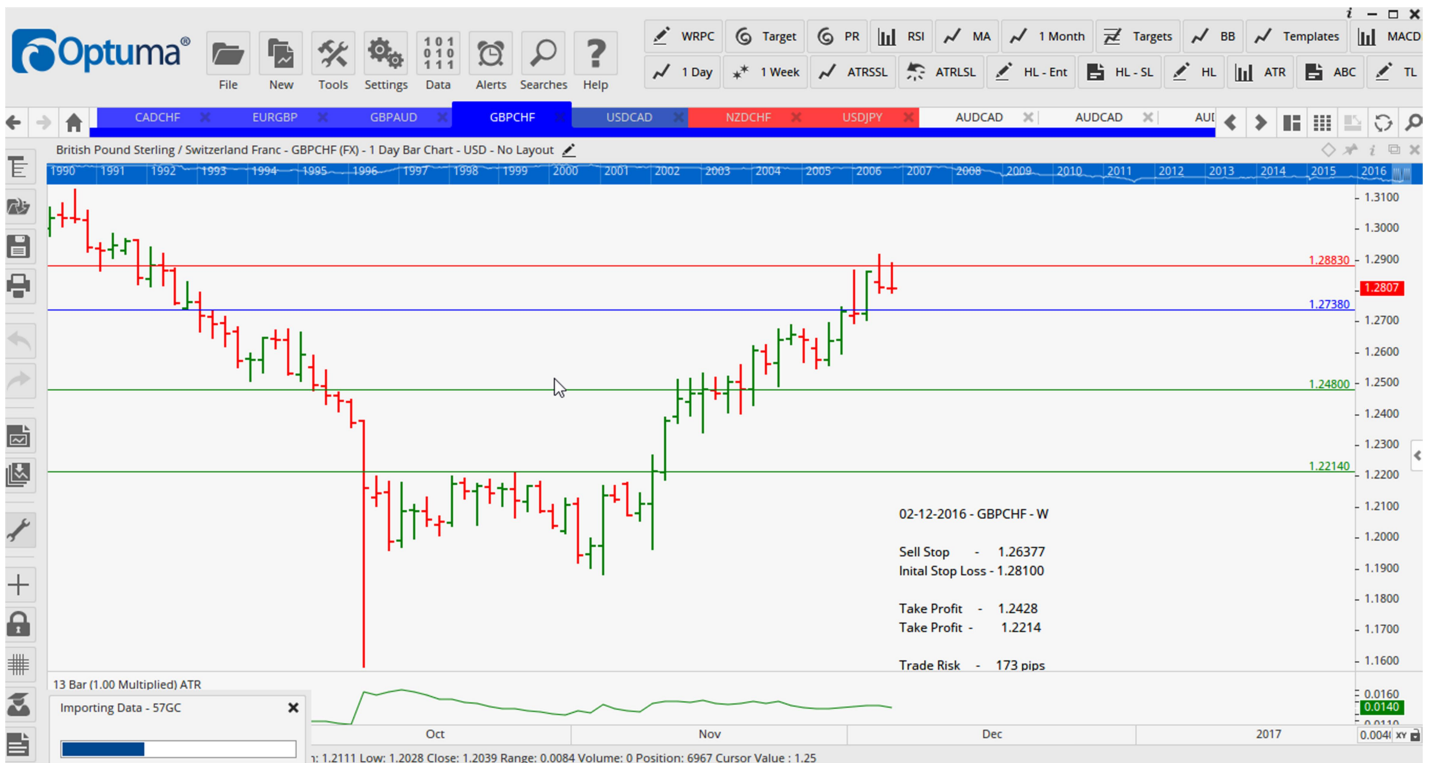 i
Optuma®
WRPC Target PR RSI MA 1 Month Targets BB Templates MACD
101
010
111
1 Day 1 Week ATRSSL ATRLSL HL - Ent HL - SL HL ATR ABC TL
File New Tools Settings Data Alerts Searches Help
CADCHF EURGBP GBPAUD GBPCHF USDCAD NZDCHF USDJPY AUDCAD AUDCAD
British Pound Sterling / Switzerland Franc - GBPCHF (FX) - 1 Day Bar Chart - USD - No Layout
1990 1991 1992 1993 1994 1995 1996 1997 1998 1999 2000 2001 2002 2003 2004 2005 2006 2007 2008 2009 2010 2011 2012 2013 2014 2015 2016
1.3100
1.3000
1.28830 1.2900
1.2807
1.27380
1.2700
1.2600
1.24800 1.2500
1.2400
1.2300
1.22140 1.2200
1.2100
02-12-2016 - GBPCHF - W
1.2000
Sell Stop - 1.26377
Inital Stop Loss - 1.28100
1.1900
Take Profit - 1.2428
1.1800
Take Profit - 1.2214
1.1700
Trade Risk - 173 pips
1.1600
13 Bar (1.00 Multiplied) ATR
0.0160
0.0140
Importing Data - 57GC
Oct Nov Dec 2017
XY
: 1.2111 Low: 1.2028 Close: 1.2039 Range: 0.0084 Volume: 0 Position: 6967 Cursor Value : 1.25